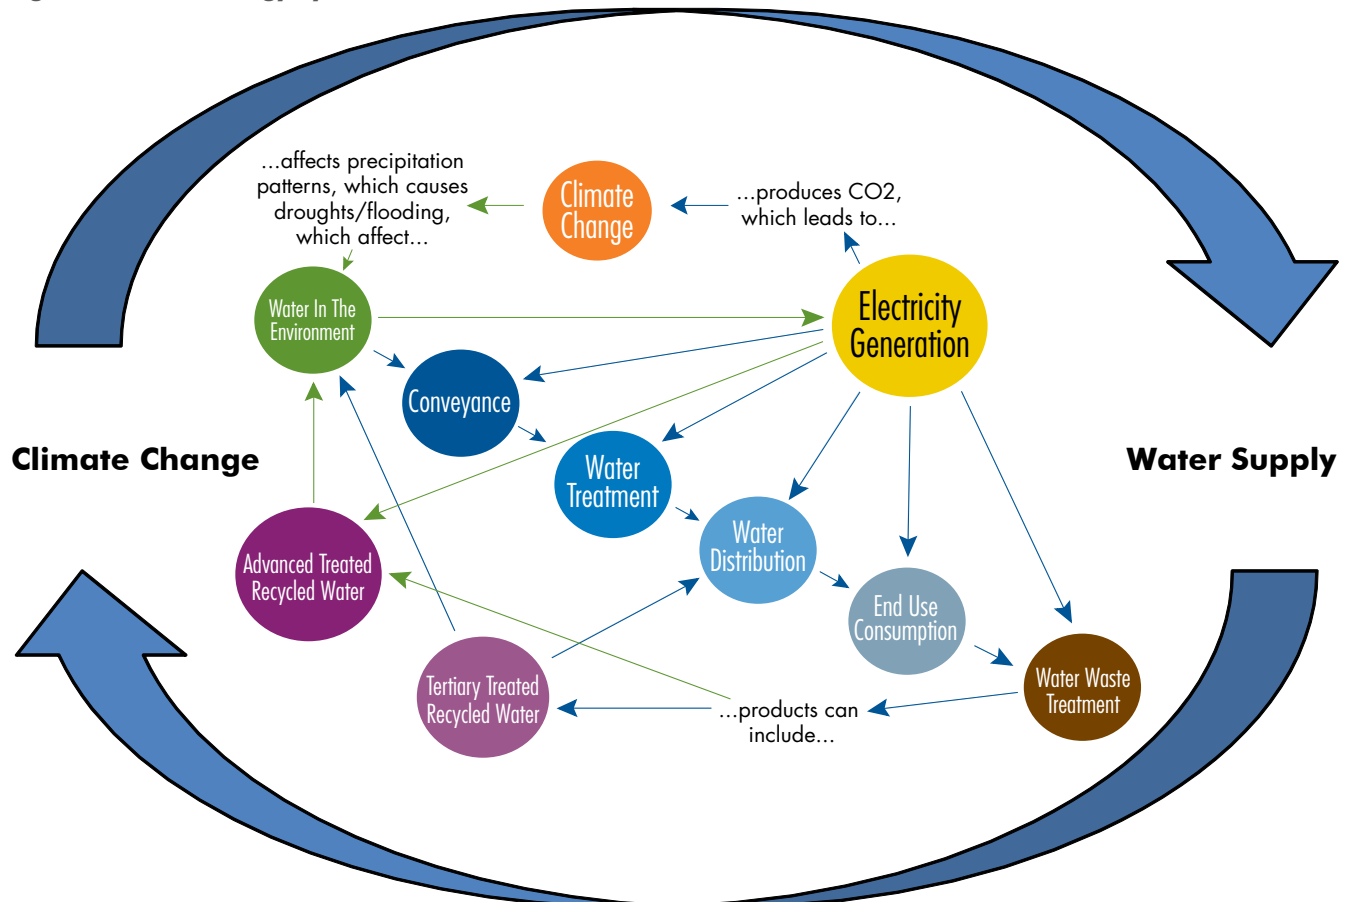 ...affects precipitation
patterns, which causes
droughts/flooding,
which affect...
Climate
Change
...produces CO2,
which leads to...
Water In The
Environment
Electricity
Generation
Conveyance
Climate Change
Water
Treatment
Water Supply
Water
Distribution
Advanced Treated
Recycled Water
End Use
Consumption
Tertiary Treated
Recycled Water
...products can
include...
Water Waste
Treatment